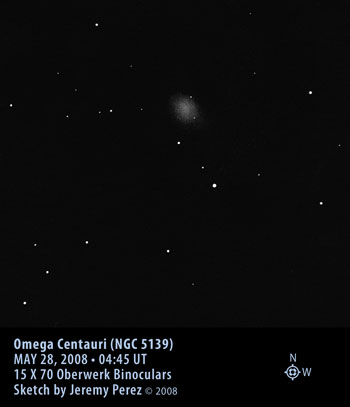 Omega Centauri (NGC 5139)
MAY 28, 2008 • 04:45 UT
15 X 70 Oberwerk Binoculars
Sketch by Jeremy Perez © 2008
N
W